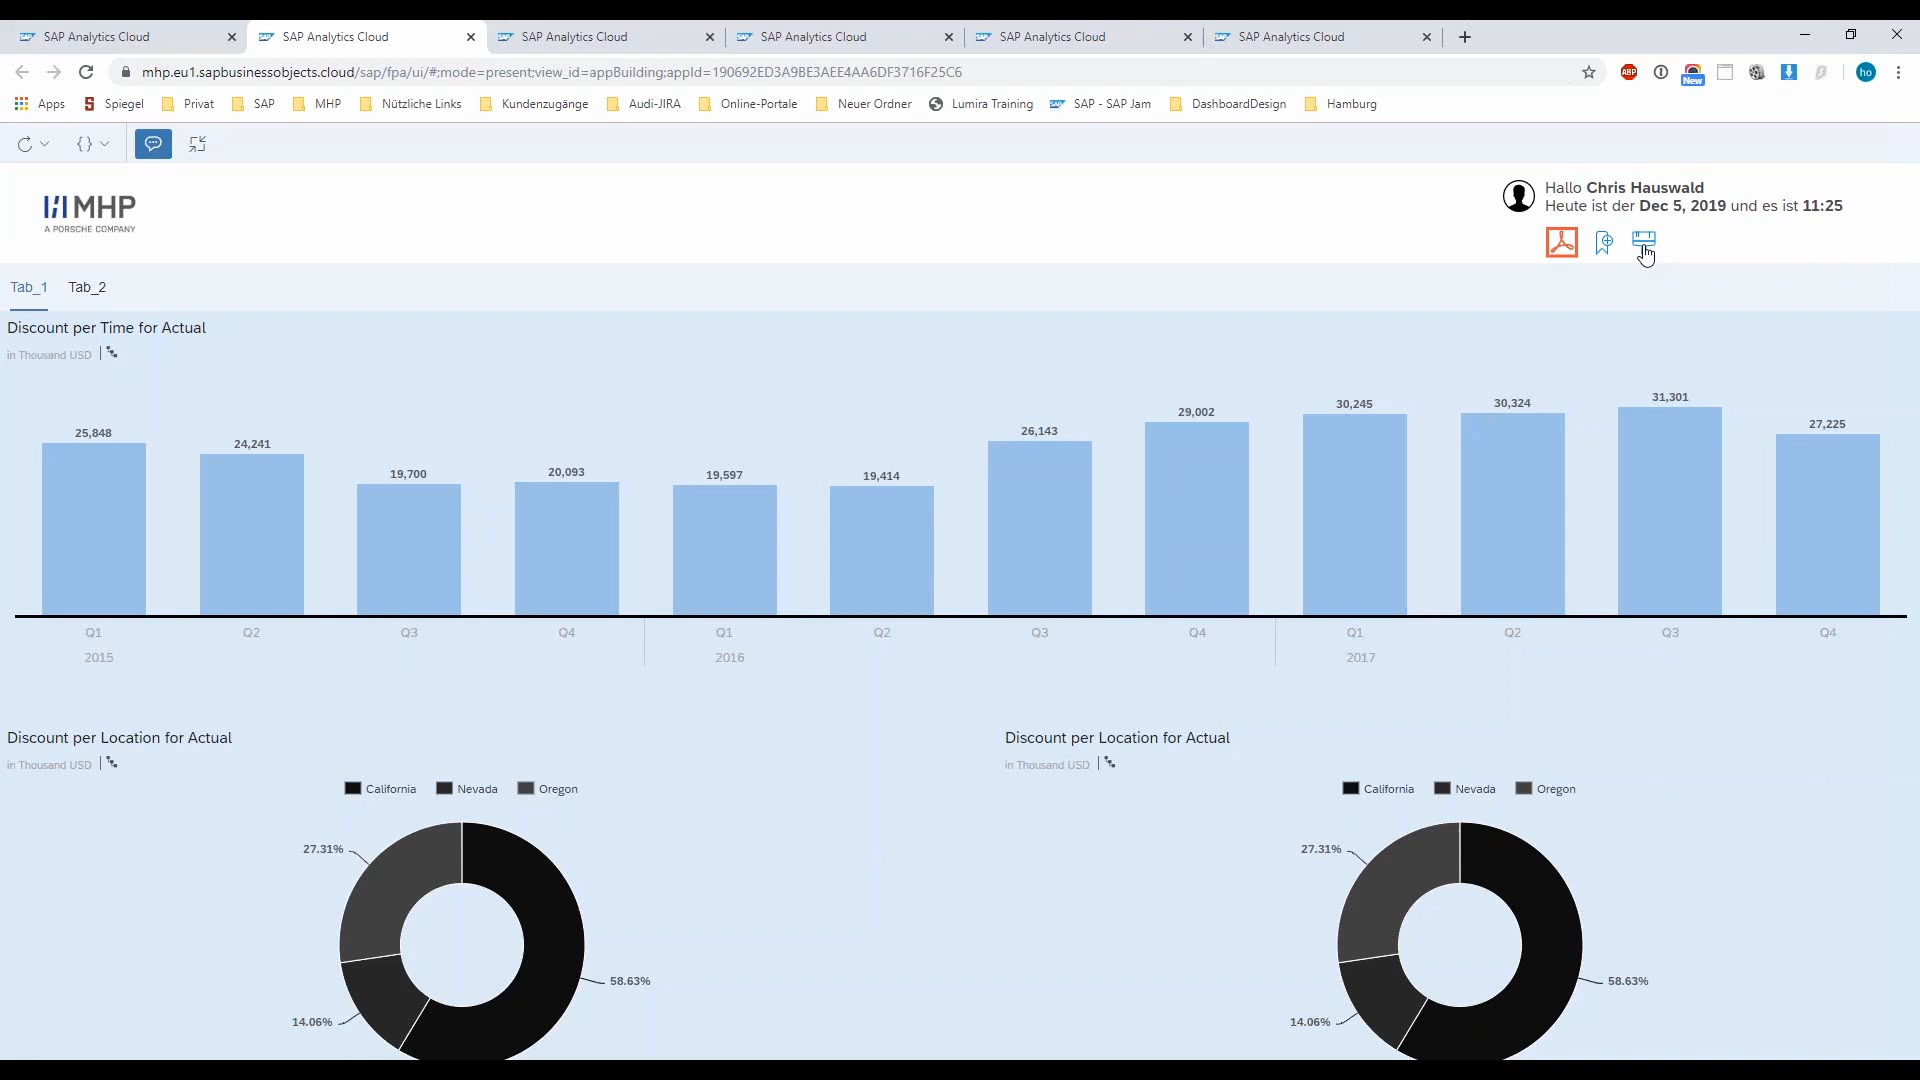 SAP Analytics Cloud SAP Analytics Cloud SAP Analytics Cloud SAP Analytics Cloud SAP Analytics Cloud SAP Analytics Cloud
mhp.eu1.sapbusinessobjects.cloud/sap/fpa/ui/#;mode=present;view_id=appBuilding;appId=190692ED3A9BE3AEE4AA6DF3716F25C6
ABP New ho
Apps Spiegel Privat SAP MHP Nützliche Links Kundenzugänge Audi-JIRA Online-Portale Neuer Ordner Lumira Training SAP - SAP Jam DashboardDesign Hamburg
MHP
A PORSCHE COMPANY
Hallo Chris Hauswald
Heute ist der Dec 5, 2019 und es ist 11:25
Tab_1 Tab_2
Discount per Time for Actual
in Thousand USD
25,848 24,241 19,700 20,093 19,597 19,414 26,143 29,002 30,245 30,324 31,301 27,225
Q1 Q2 Q3 Q4 Q1 Q2 Q3 Q4 Q1 Q2 Q3 Q4
2015 2016 2017
Discount per Location for Actual
in Thousand USD
California Nevada Oregon
27.31%
58.63%
14.06%
Discount per Location for Actual
in Thousand USD
California Nevada Oregon
27.31%
58.63%
14.06%